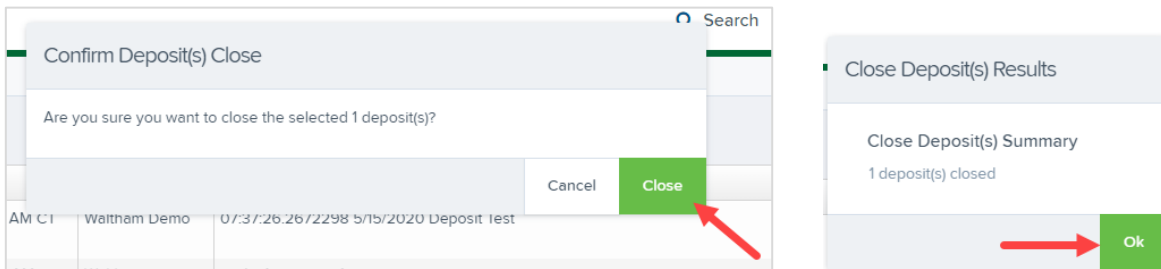 Search
Confirm Deposit(s) Close
Are you sure you want to close the selected 1 deposit(s)?
Cancel Close
AM CT Waltham Demo 07:37:26.2672298 5/15/2020 Deposit Test
Close Deposit(s) Results
Close Deposit(s) Summary
1 deposit(s) closed
Ok